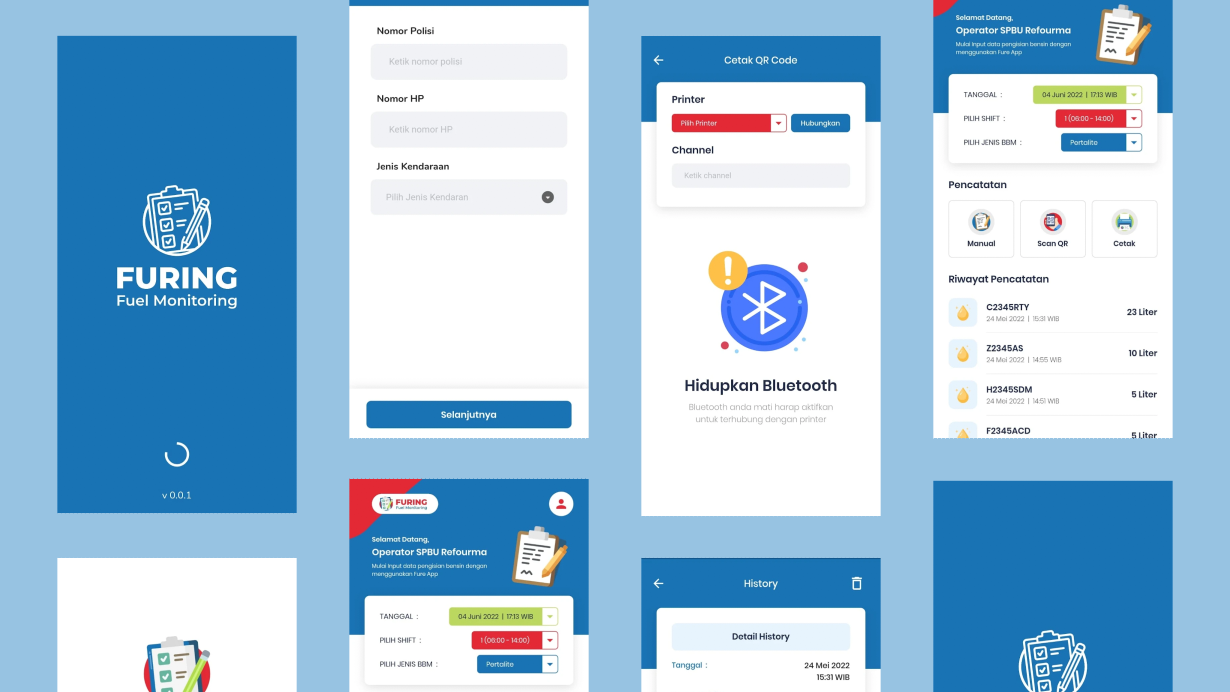 FURING
Fuel Monitoring
v 0.0.1
Nomor Polisi
Ketik nomor polisi
Nomor HP
Ketik nomor HP
Jenis Kendaraan
Pilih Jenis Kendaran
Selanjutnya
FURING
Fuel Monitoring
Selamat Datang,
Operator SPBU Refourma
Mulai Input data pengisian bensin dengan
menggunakan Fure App
TANGGAL :
04 Juni 2022 | 17:13 WIB
PILIH SHIFT :
1 (06:00 - 14:00)
PILIH JENIS BBM :
Pertalite
Cetak QR Code
Printer
Pilih Printer
Hubungkan
Channel
Ketik channel
Hidupkan Bluetooth
Bluetooth anda mati harap aktifkan
untuk terhubung dengan printer
History
Detail History
Tanggal :
24 Mei 2022
15:31 WIB
Selamat Datang,
Operator SPBU Refourma
Mulai Input data pengisian bensin dengan
menggunakan Fure App
TANGGAL :
04 Juni 2022 | 17:13 WIB
PILIH SHIFT :
1 (06:00 - 14:00)
PILIH JENIS BBM :
Pertalite
Pencatatan
Manual
Scan QR
Cetak
Riwayat Pencatatan
C2345RTY
24 Mei 2022 | 15:31 WIB
23 Liter
Z2345AS
24 Mei 2022 | 14:55 WIB
10 Liter
H2345SDM
24 Mei 2022 | 14:51 WIB
5 Liter
F2345ACD
5 Liter